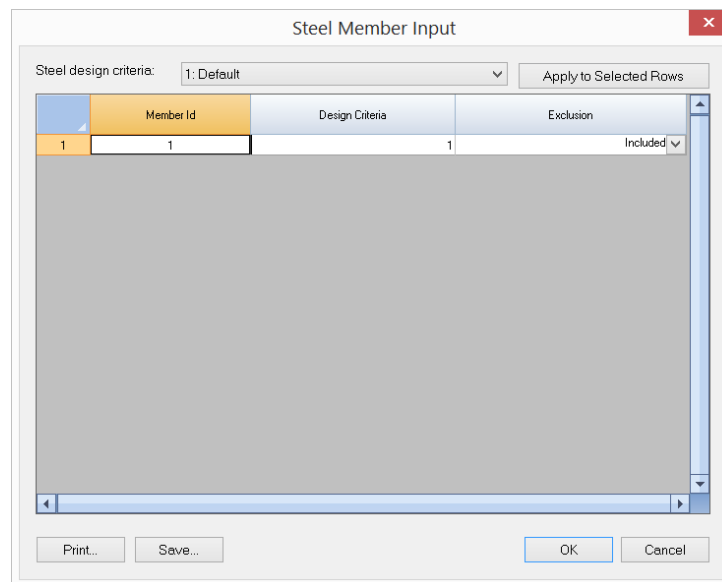 Steel Member Input
Steel design criteria: 1: Default Apply to Selected Rows
Member Id Design Criteria Exclusion
1 1 1 Included
Print... Save... OK Cancel